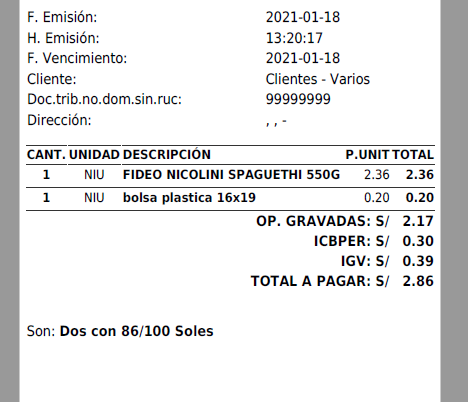 F. Emisión: 2021-01-18
H. Emisión: 13:20:17
F. Vencimiento: 2021-01-18
Cliente: Clientes - Varios
Doc.trib.no.dom.sin.ruc: 99999999
Dirección: , , -
CANT. UNIDAD DESCRIPCIÓN P.UNIT TOTAL
1 NIU FIDEO NICOLINI SPAGUETHI 550G 2.36 2.36
1 NIU bolsa plastica 16x19 0.20 0.20
OP. GRAVADAS: S/ 2.17
ICBPER: S/ 0.30
IGV: S/ 0.39
TOTAL A PAGAR: S/ 2.86
Son: Dos con 86/100 Soles